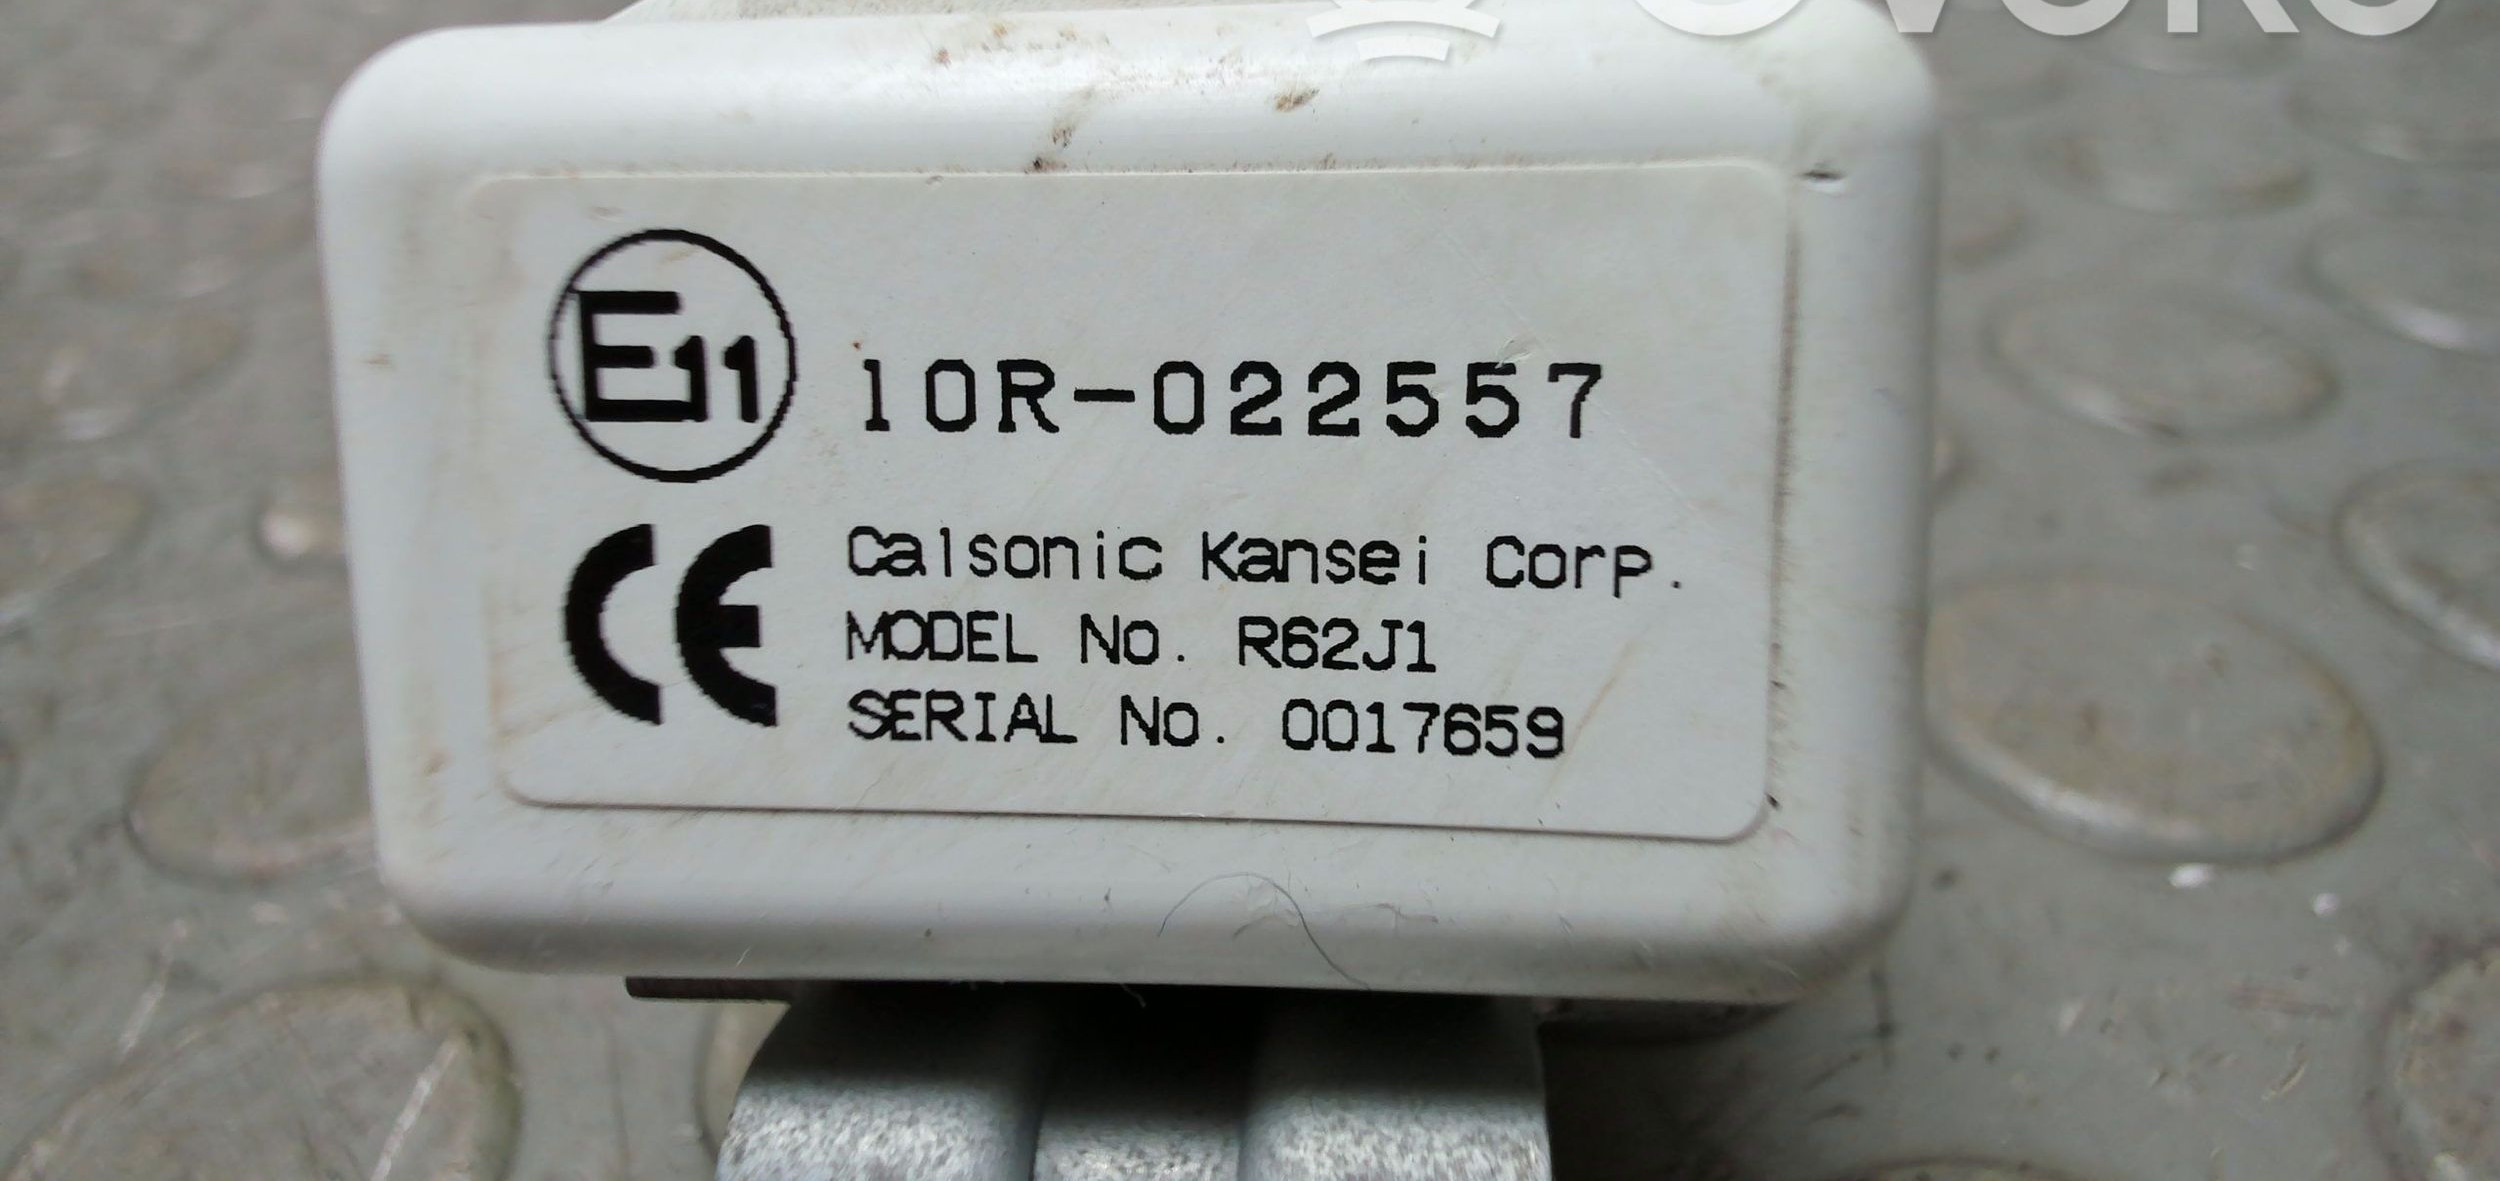 E11 10R-022557
CE
Calsonic Kansei Corp.
MODEL No. R62J1
SERIAL No. 0017659